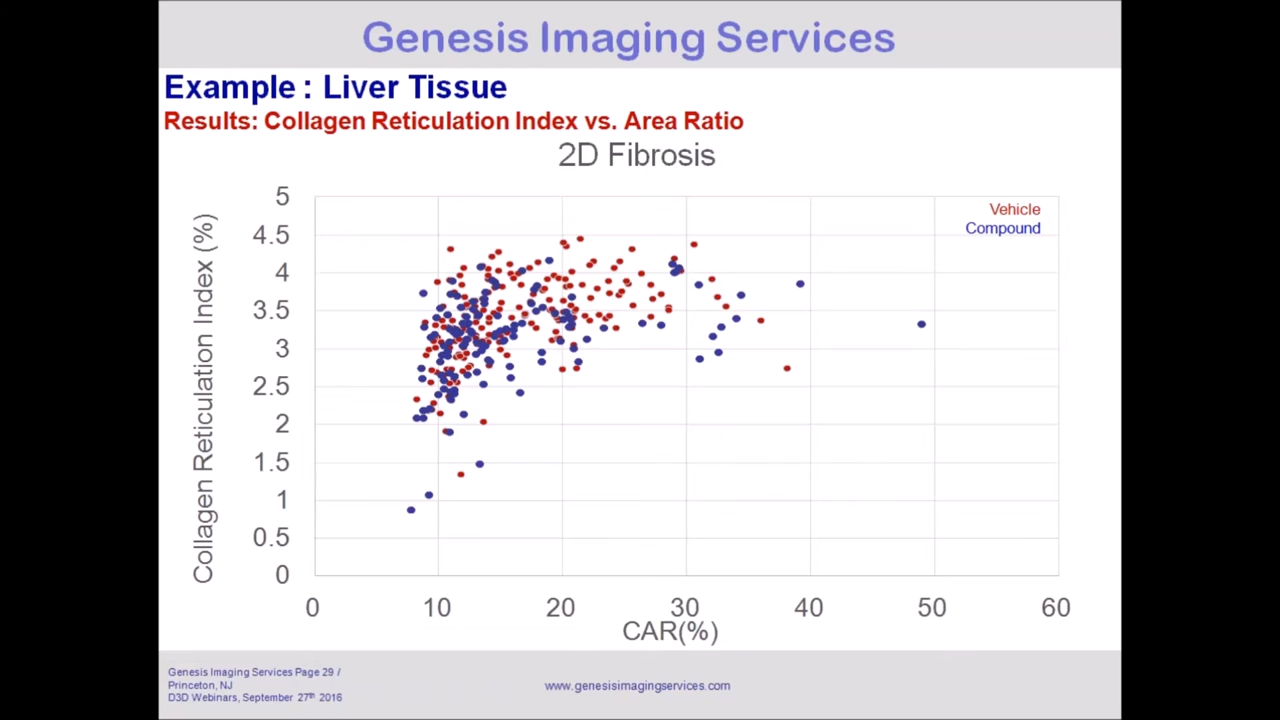 Genesis Imaging Services
Example : Liver Tissue
Results: Collagen Reticulation Index vs. Area Ratio
2D Fibrosis
Vehicle
Compound
Collagen Reticulation Index (%)
5
4.5
4
3.5
3
2.5
2
1.5
1
0.5
0
0 10 20 30 40 50 60
CAR(%)
Genesis Imaging Services Page 29 /
Princeton, NJ
D3D Webinars, September 27th 2016
www.genesisimagingservices.com